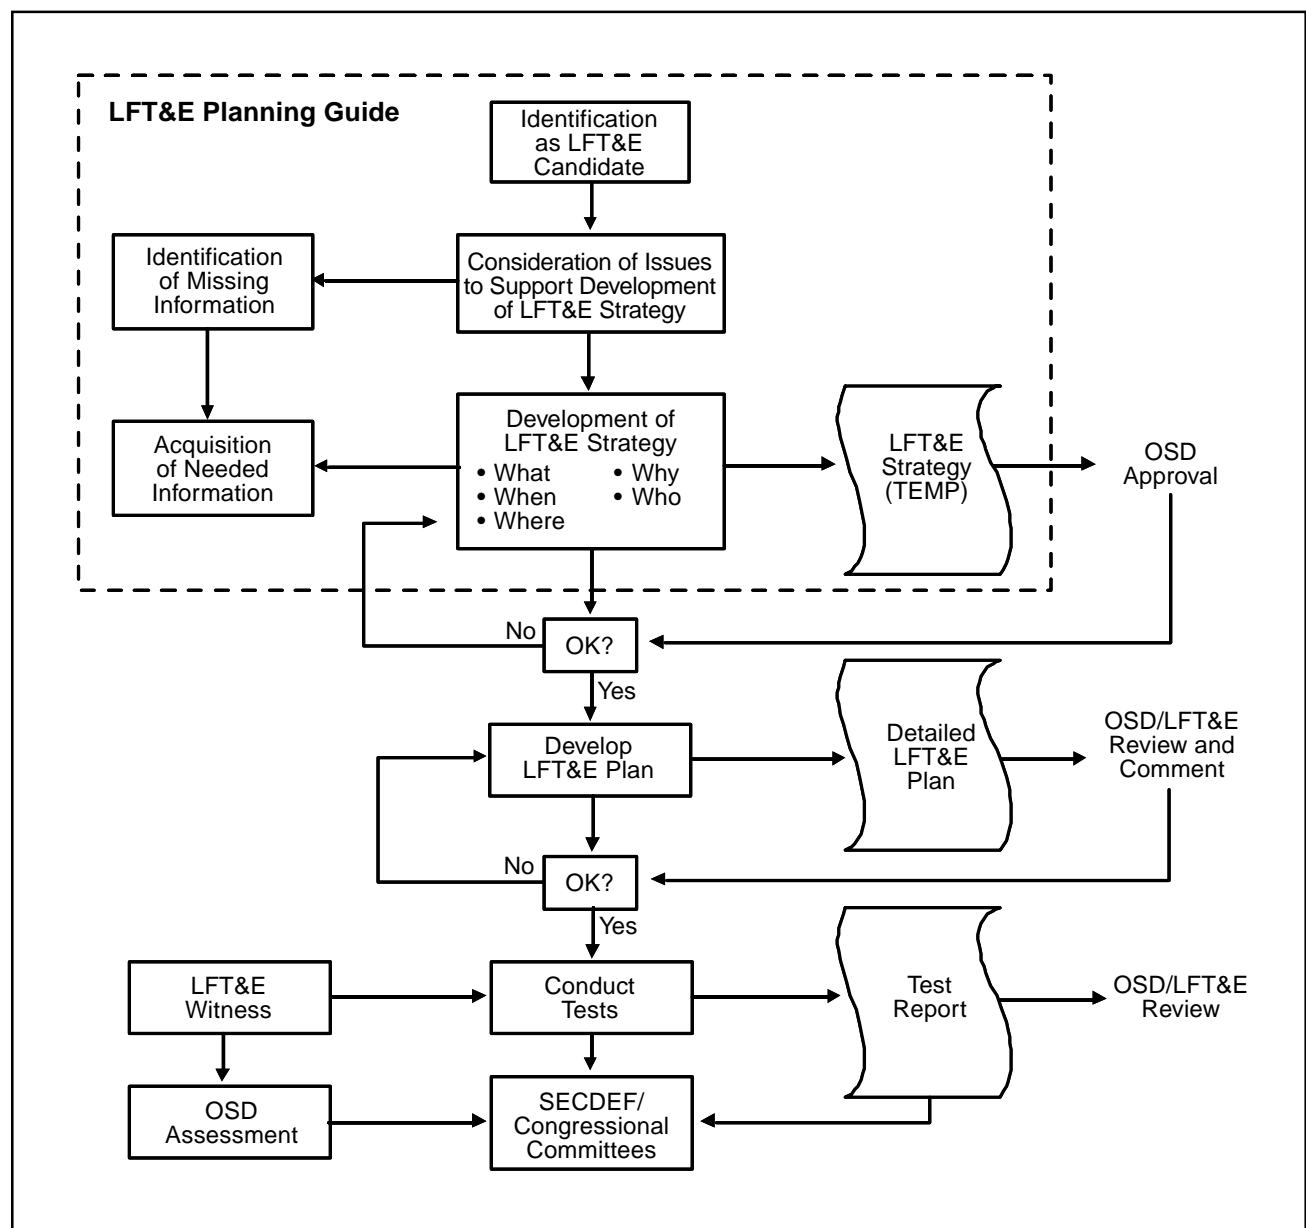 LFT&E Planning Guide
Identification
as LFT&E
Candidate
Identification
of Missing
Information
Consideration of Issues
to Support Development
of LFT&E Strategy
Acquisition
of Needed
Information
Development of
LFT&E Strategy
• What
• Why
• When
• Who
• Where
LFT&E
Strategy
(TEMP)
OSD
Approval
No
OK?
Yes
Develop
LFT&E Plan
Detailed
LFT&E
Plan
OSD/LFT&E
Review and
Comment
No
OK?
Yes
LFT&E
Witness
Conduct
Tests
Test
Report
OSD/LFT&E
Review
OSD
Assessment
SECDEF/
Congressional
Committees